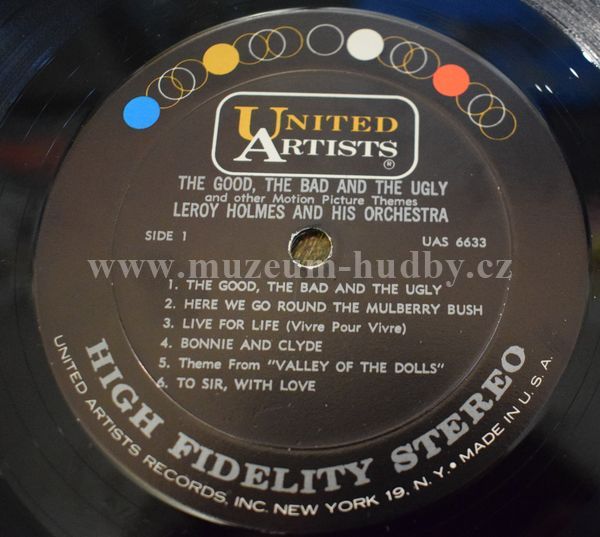 UNITED
ARTISTS
®
THE GOOD, THE BAD AND THE UGLY
and other Motion Picture Themes
LEROY HOLMES AND HIS ORCHESTRA
SIDE 1
UAS 6633
www.muzeum-hudby.cz
1. THE GOOD, THE BAD AND THE UGLY
2. HERE WE GO ROUND THE MULBERRY BUSH
3. LIVE FOR LIFE (Vivre Pour Vivre)
4. BONNIE AND CLYDE
5. Theme From "VALLEY OF THE DOLLS"
6. TO SIR, WITH LOVE
HIGH FIDELITY STEREO
UNITED ARTISTS RECORDS, INC. NEW YORK 19, N. Y. • MADE IN U. S. A.